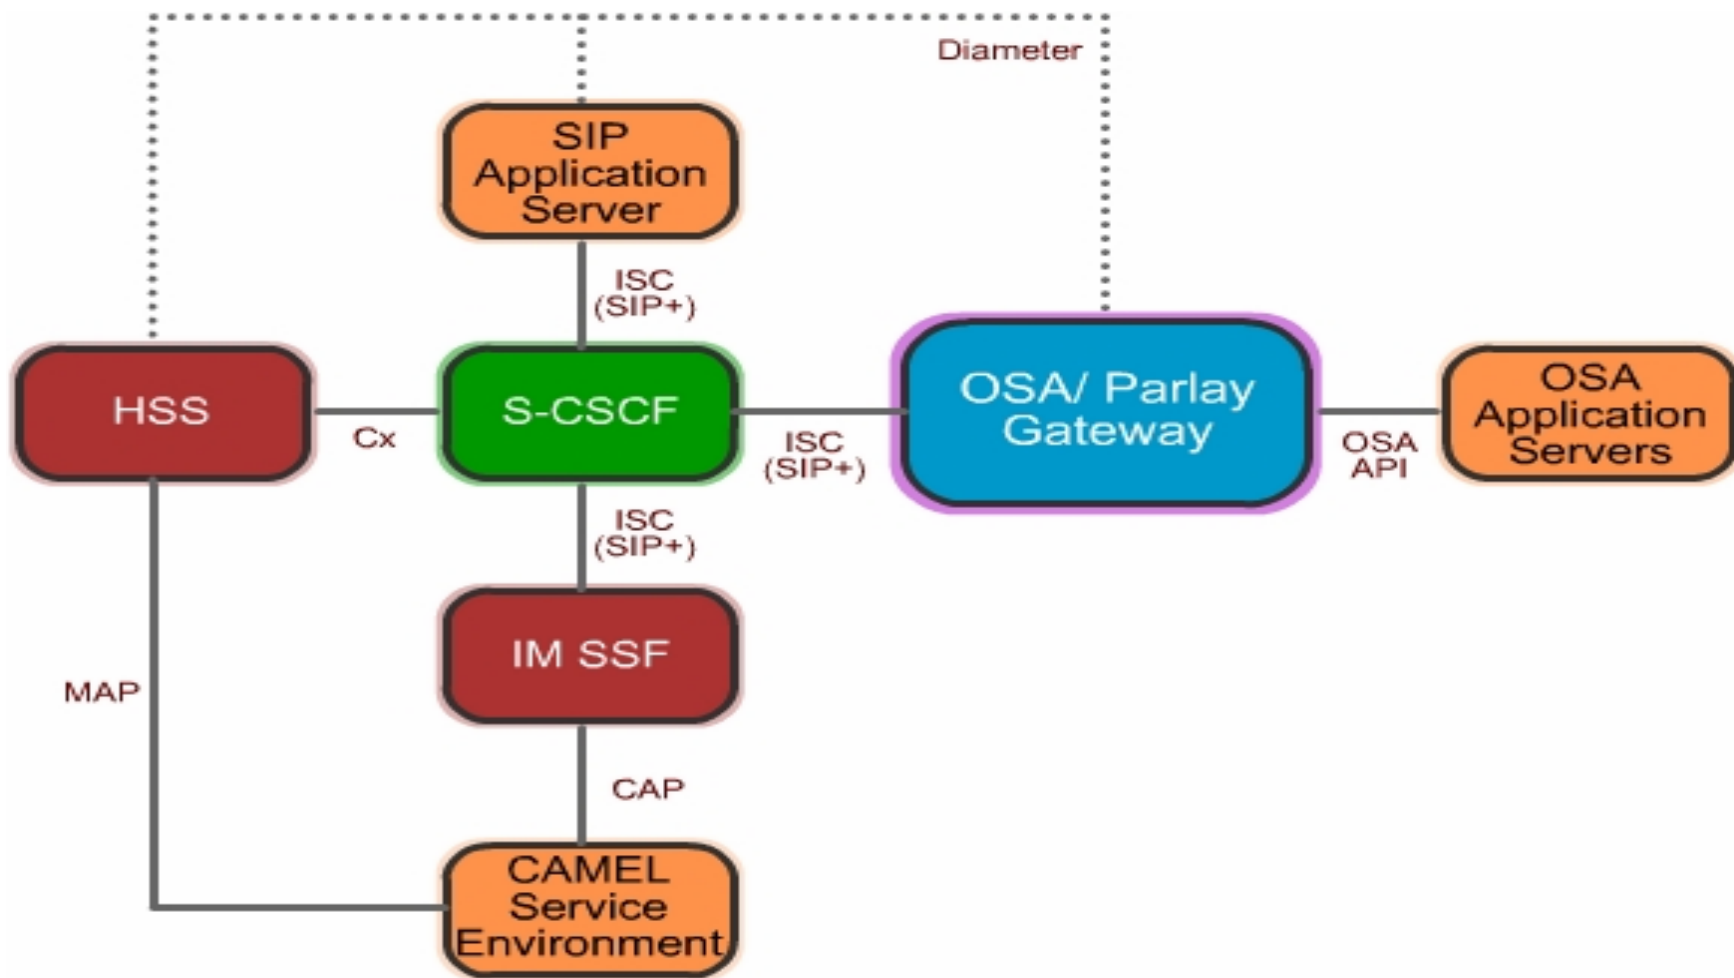 Diameter
SIP
Application
Server
ISC
(SIP+)
HSS
Cx
S-CSCF
ISC
(SIP+)
OSA/ Parlay
Gateway
OSA
API
OSA
Application
Servers
ISC
(SIP+)
IM SSF
MAP
CAP
CAMEL
Service
Environment